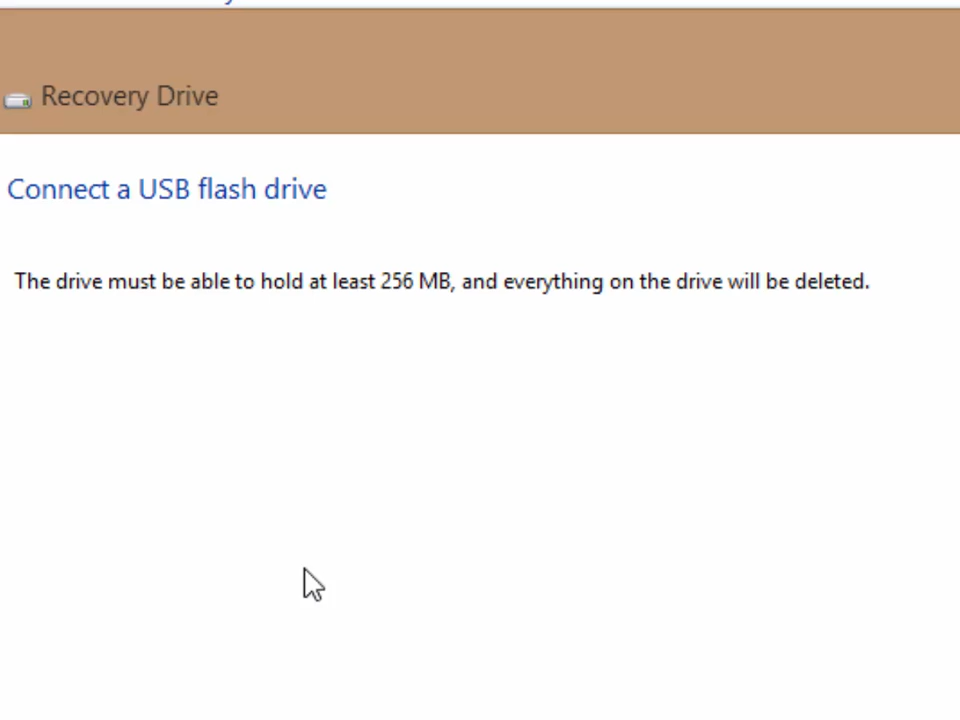 Recovery Drive
Connect a USB flash drive
The drive must be able to hold at least 256 MB, and everything on the drive will be deleted.